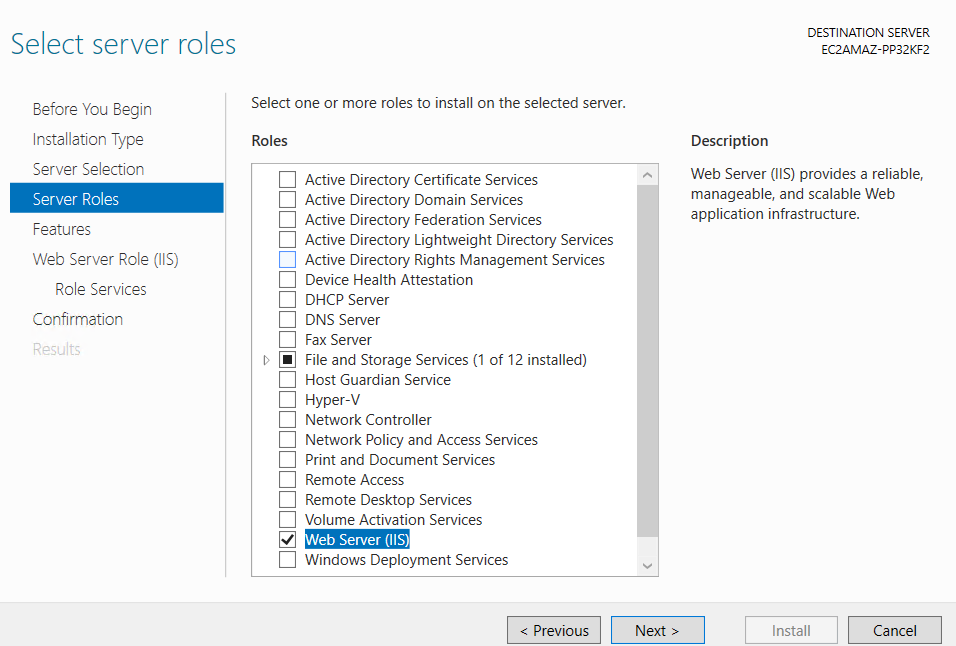 Select server roles
DESTINATION SERVER
EC2AMAZ-PP32KF2
Before You Begin
Installation Type
Server Selection
Server Roles
Features
Web Server Role (IIS)
Role Services
Confirmation
Results
Select one or more roles to install on the selected server.
Roles
Active Directory Certificate Services
Active Directory Domain Services
Active Directory Federation Services
Active Directory Lightweight Directory Services
Active Directory Rights Management Services
Device Health Attestation
DHCP Server
DNS Server
Fax Server
File and Storage Services (1 of 12 installed)
Host Guardian Service
Hyper-V
Network Controller
Network Policy and Access Services
Print and Document Services
Remote Access
Remote Desktop Services
Volume Activation Services
Web Server (IIS)
Windows Deployment Services
Description
Web Server (IIS) provides a reliable,
manageable, and scalable Web
application infrastructure.
< Previous
Next >
Install
Cancel